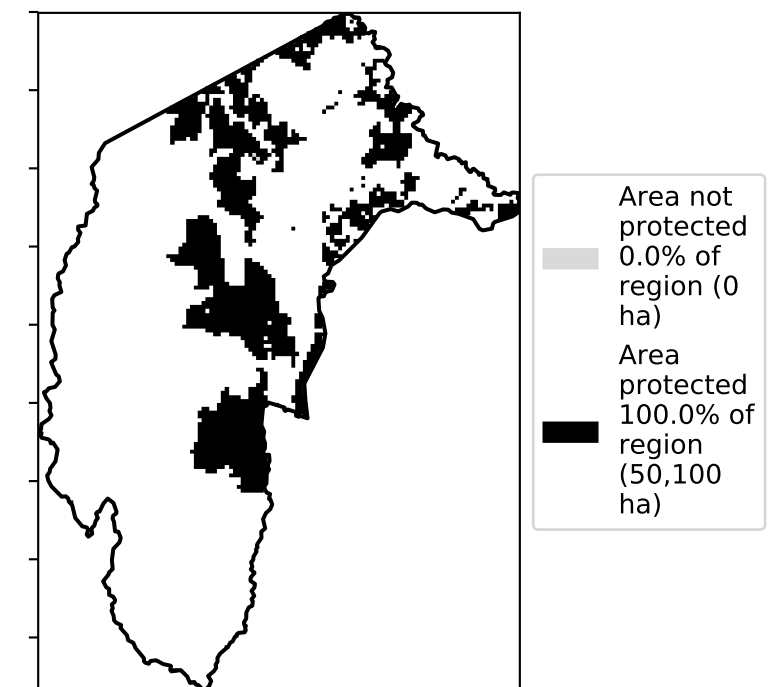 Area not
protected
0.0% of
region (0
ha)
Area
protected
100.0% of
region
(50,100
ha)